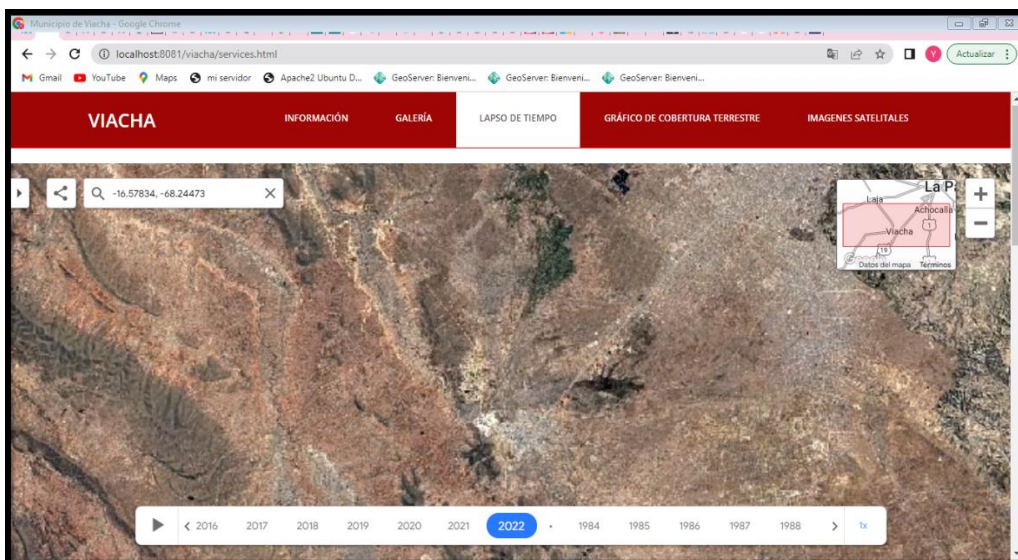 Municipio de Viacha - Google Chrome
localhost:8081/viacha/services.html
Y
Actualizar
Gmail YouTube Maps mi servidor Apache2 Ubuntu D... GeoServer: Bienveni... GeoServer: Bienveni... GeoServer: Bienveni...
VIACHA INFORMACIÓN GALERÍA LAPSO DE TIEMPO GRÁFICO DE COBERTURA TERRESTRE IMAGENES SATELITALES
-16.57834, -68.24473
La P
Laja
Achocalla
1
Viacha
19
Datos del mapa Términos
+
−
2016 2017 2018 2019 2020 2021 2022 - 1984 1985 1986 1987 1988 1x